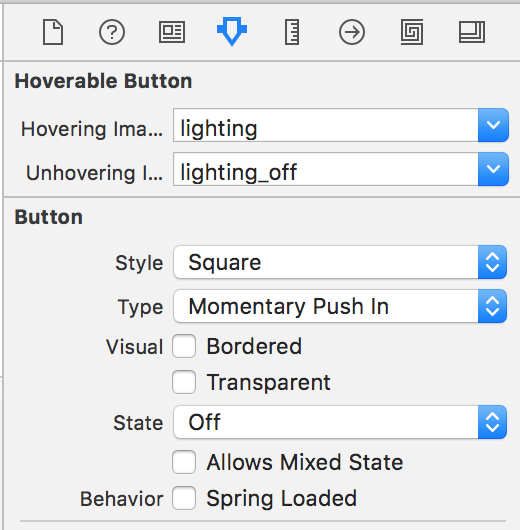 Hoverable Button
Hovering Ima... lighting
Unhovering I... lighting_off
Button
Style Square
Type Momentary Push In
Visual Bordered
Transparent
State Off
Allows Mixed State
Behavior Spring Loaded